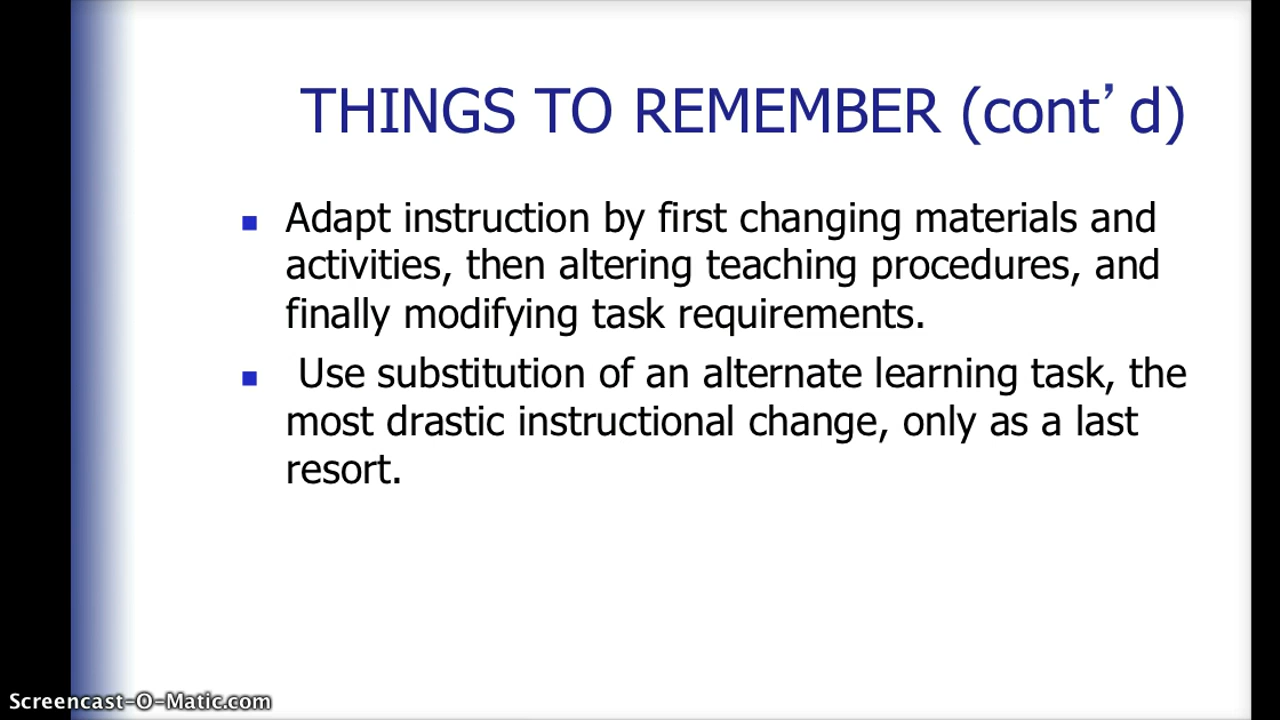 THINGS TO REMEMBER (cont’d)
Adapt instruction by first changing materials and
activities, then altering teaching procedures, and
finally modifying task requirements.
Use substitution of an alternate learning task, the
most drastic instructional change, only as a last
resort.
Screencast-O-Matic.com